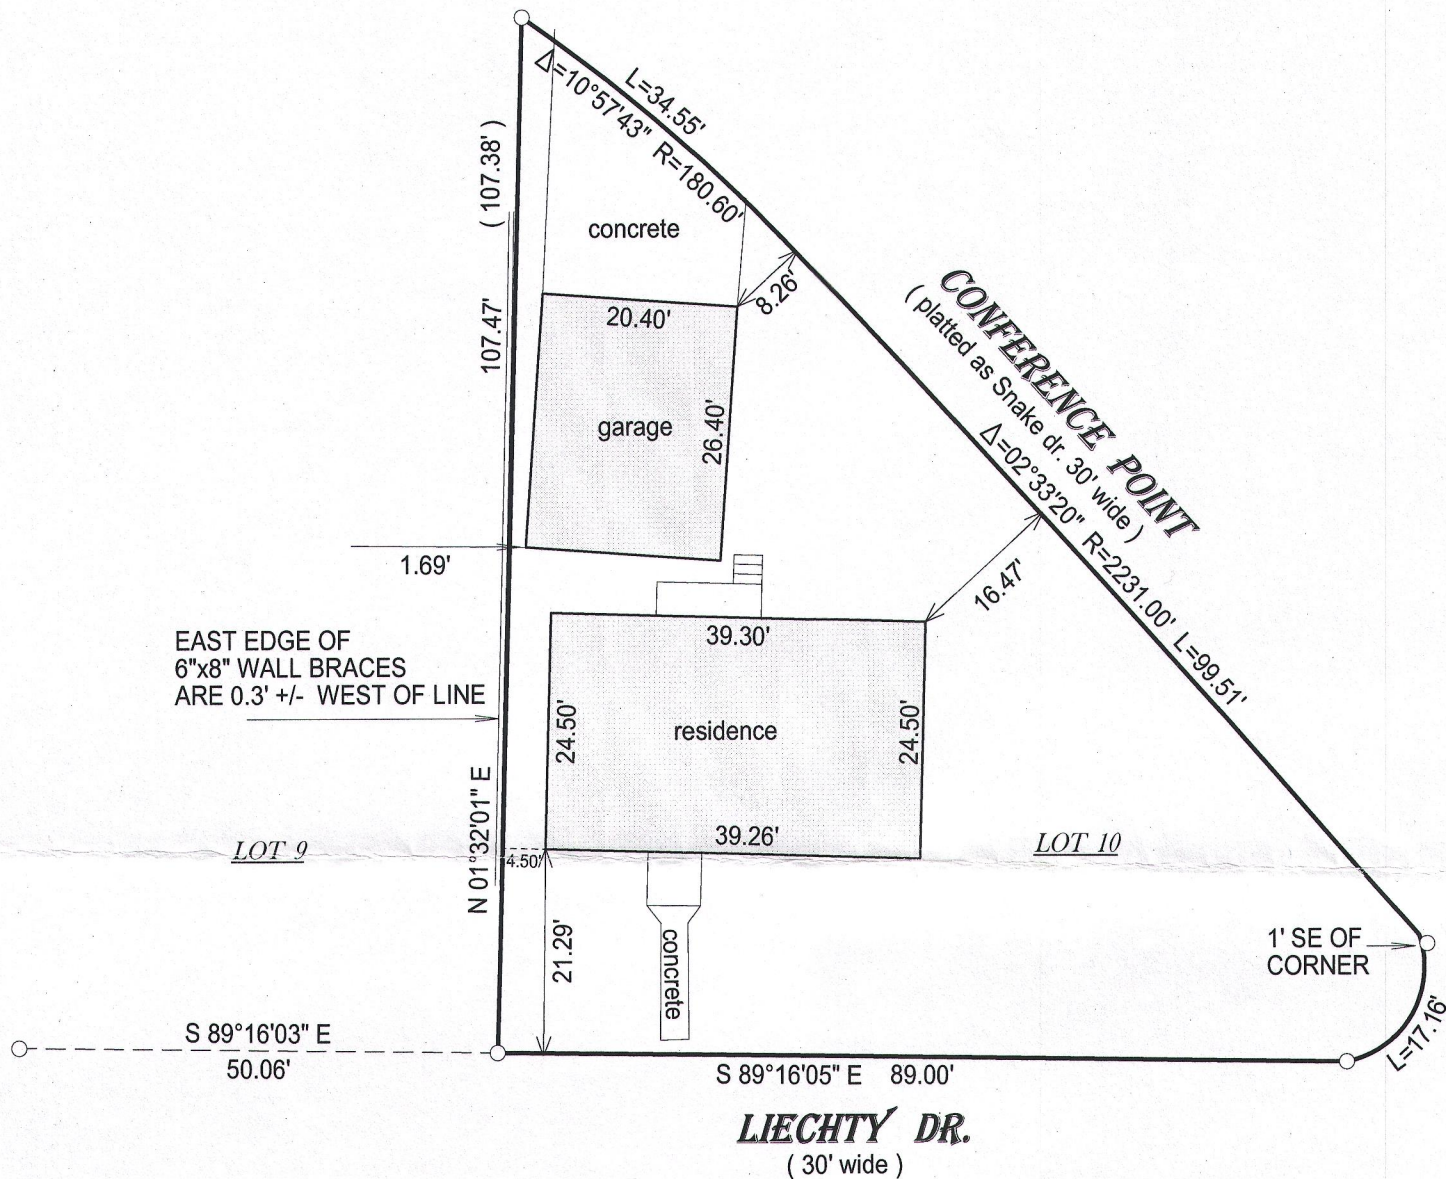 L=34.55'
Δ=10°57'43" R=180.60'
( 107.38' )
107.47'
concrete
8.26'
20.40'
garage
26.40'
CONFERENCE POINT
( platted as Snake dr. 30' wide )
Δ=02°33'20" R=2231.00' L=99.51'
1.69'
16.47'
EAST EDGE OF
6"x8" WALL BRACES
ARE 0.3' +/- WEST OF LINE
39.30'
24.50'
residence
24.50'
39.26'
N 01°32'01" E
LOT 9
4.50'
LOT 10
21.29'
concrete
1' SE OF
CORNER
L=17.16'
S 89°16'03" E
50.06'
S 89°16'05" E 89.00'
LIECHTY DR.
( 30' wide )